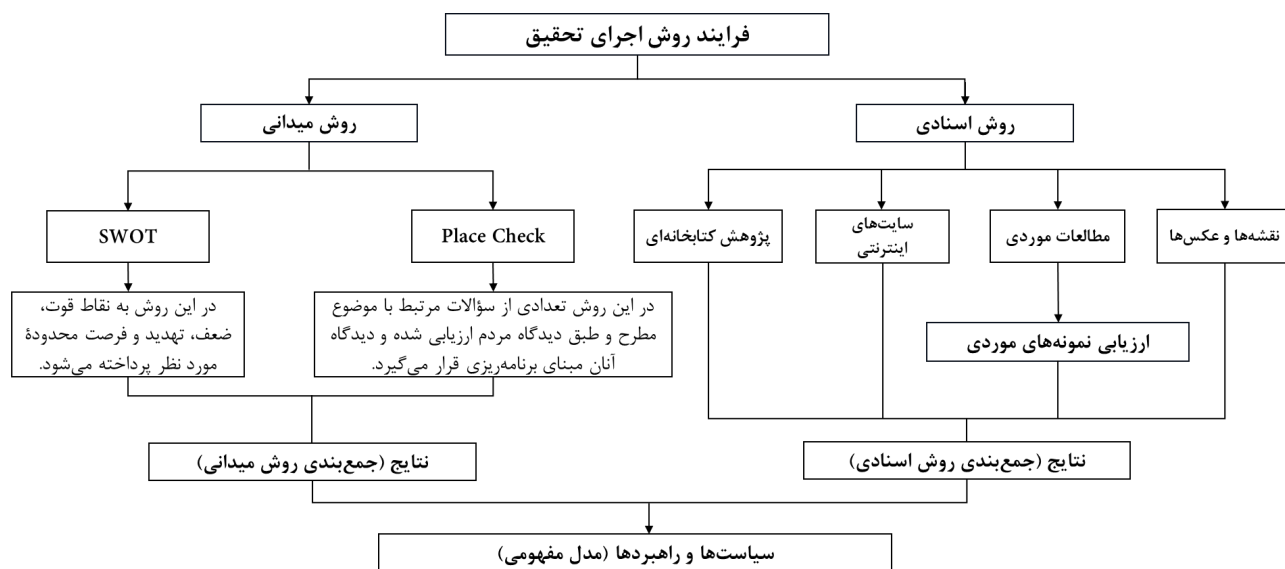 فرایند روش اجرای تحقیق
روش اسنادی
روش میدانی
نقشه‌ها و عکس‌ها
مطالعات موردی
سایت‌های
اینترنتی
پژوهش کتابخانه‌ای
Place Check
SWOT
ارزیابی نمونه‌های موردی
در این روش تعدادی از سؤالات مرتبط با موضوع
مطرح و طبق دیدگاه مردم ارزیابی شده و دیدگاه
آنان مبنای برنامه‌ریزی قرار می‌گیرد.
در این روش به نقاط قوت،
ضعف، تهدید و فرصت محدودۀ
مورد نظر پرداخته می‌شود.
نتایج (جمع‌بندی روش اسنادی)
نتایج (جمع‌بندی روش میدانی)
سیاست‌ها و راهبردها (مدل مفهومی)